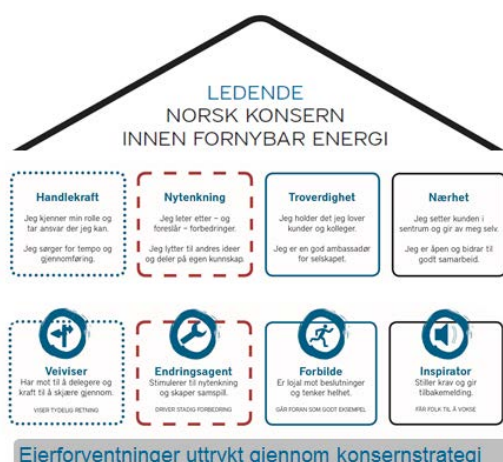 LEDENDE
NORSK KONSERN
INNEN FORNYBAR ENERGI
Handlekraft
Jeg kjenner min rolle og
tar ansvar der jeg kan.
Jeg sørger for tempo og
gjennomføring.
Nytenkning
Jeg leter etter – og
foreslår – forbedringer.
Jeg lytter til andres ideer
og deler på egen kunnskap.
Troverdighet
Jeg holder det jeg lover
kunder og kolleger.
Jeg er en god ambassadør
for selskapet.
Nærhet
Jeg setter kunden i
sentrum og gir av meg selv.
Jeg er åpen og bidrar til
godt samarbeid.
Veiviser
Har mot til å delegere og
kraft til å skjære gjennom.
VISER TYDELIG RETNING
Endringsagent
Stimulerer til nytenkning
og skaper samspill.
DRIVER STADIG FORBEDRING
Forbilde
Er lojal mot beslutninger
og tenker helhet.
GÅR FORAN SOM GODT EKSEMPEL
Inspirator
Stiller krav og gir
tilbakemelding.
FÅR FOLK TIL Å VOKSE
Eierforventninger uttrykt gjennom konsernstrategi